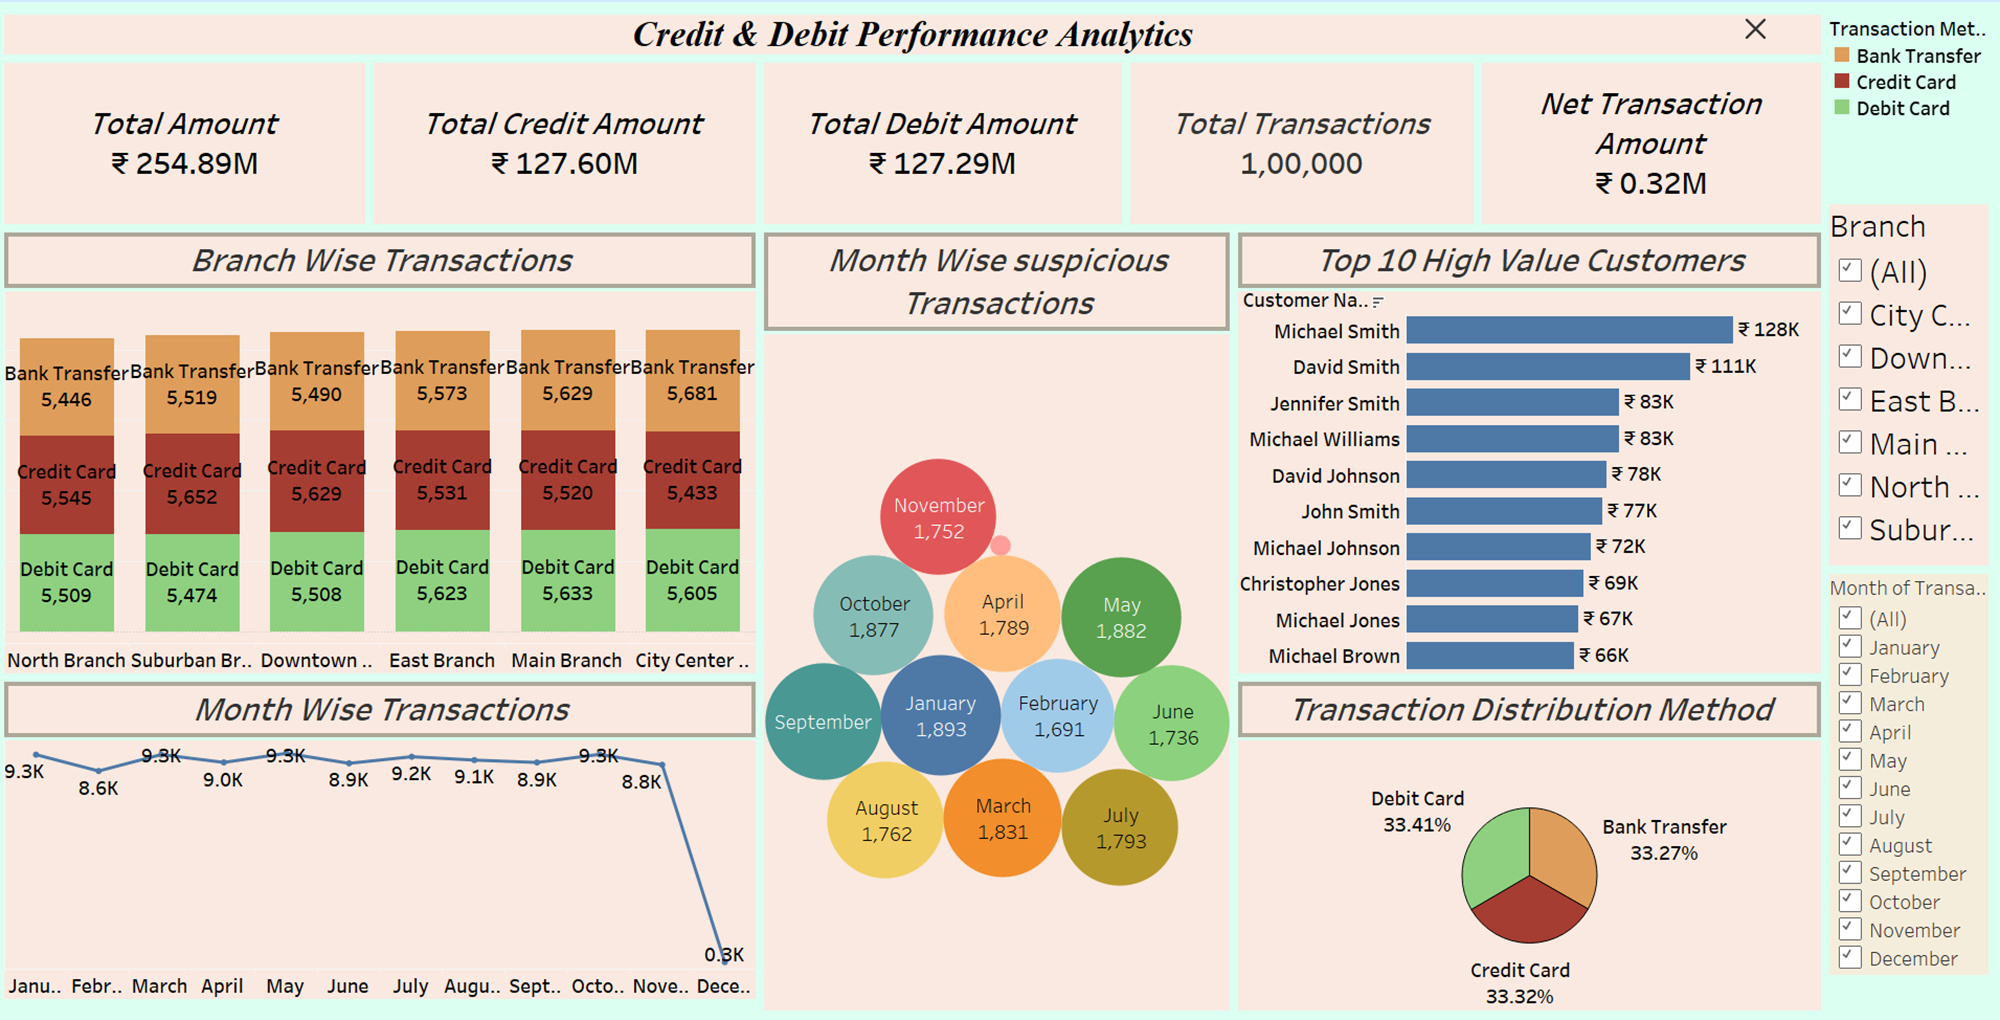 Credit & Debit Performance Analytics
Total Amount
₹ 254.89M
Total Credit Amount
₹ 127.60M
Total Debit Amount
₹ 127.29M
Total Transactions
1,00,000
Net Transaction
Amount
₹ 0.32M
Transaction Met..
Bank Transfer
Credit Card
Debit Card
Branch Wise Transactions
Bank Transfer
5,446
Bank Transfer
5,519
Bank Transfer
5,490
Bank Transfer
5,573
Bank Transfer
5,629
Bank Transfer
5,681
Credit Card
5,545
Credit Card
5,652
Credit Card
5,629
Credit Card
5,531
Credit Card
5,520
Credit Card
5,433
Debit Card
5,509
Debit Card
5,474
Debit Card
5,508
Debit Card
5,623
Debit Card
5,633
Debit Card
5,605
North Branch
Suburban Br..
Downtown ..
East Branch
Main Branch
City Center ..
Month Wise Transactions
9.3K
8.6K
9.3K
9.0K
9.3K
8.9K
9.2K
9.1K
8.9K
9.3K
8.8K
0.3K
Janu..
Febr..
March
April
May
June
July
Augu..
Sept..
Octo..
Nove..
Dece..
Month Wise suspicious
Transactions
November
1,752
October
1,877
April
1,789
May
1,882
September
January
1,893
February
1,691
June
1,736
August
1,762
March
1,831
July
1,793
Top 10 High Value Customers
Customer Na..
Michael Smith ₹ 128K
David Smith ₹ 111K
Jennifer Smith ₹ 83K
Michael Williams ₹ 83K
David Johnson ₹ 78K
John Smith ₹ 77K
Michael Johnson ₹ 72K
Christopher Jones ₹ 69K
Michael Jones ₹ 67K
Michael Brown ₹ 66K
Transaction Distribution Method
Debit Card
33.41%
Bank Transfer
33.27%
Credit Card
33.32%
Branch
(All)
City C...
Down...
East B...
Main ...
North ...
Subur...
Month of Transa..
(All)
January
February
March
April
May
June
July
August
September
October
November
December